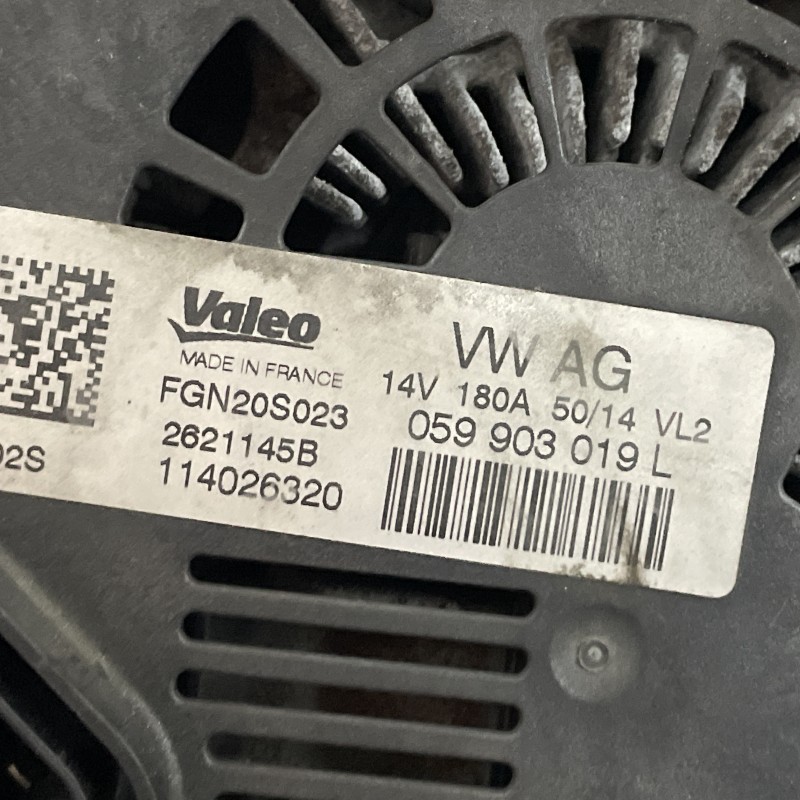 Valeo
MADE IN FRANCE
FGN20S023
2621145B
114026320
02S
VW AG
14V 180A 50/14 VL2
059 903 019 L